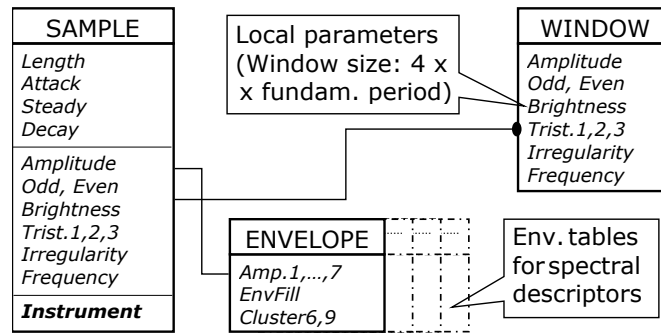 SAMPLE
Length
Attack
Steady
Decay
Amplitude
Odd, Even
Brightness
Trist.1,2,3
Irregularity
Frequency
Instrument
Local parameters
(Window size: 4 x
x fundam. period)
WINDOW
Amplitude
Odd, Even
Brightness
Trist.1,2,3
Irregularity
Frequency
ENVELOPE
Amp.1,…,7
EnvFill
Cluster6,9
Env. tables
for spectral
descriptors